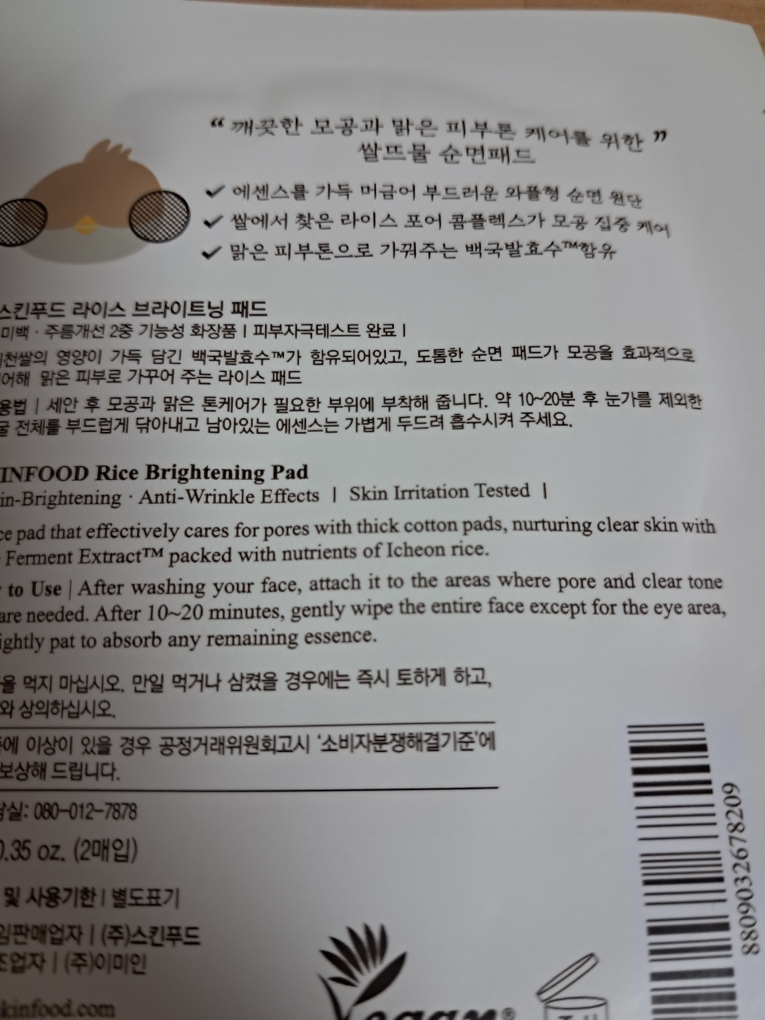 “ 깨끗한 모공과 맑은 피부톤 케어를 위한 ”
쌀뜨물 순면패드
에센스를 가득 머금어 부드러운 와플형 순면 원단
쌀에서 찾은 라이스 포어 콤플렉스가 모공 집중 케어
맑은 피부톤으로 가꿔주는 백국발효수™함유
스킨푸드 라이스 브라이트닝 패드
미백 · 주름개선 2중 기능성 화장품 | 피부자극테스트 완료 |
천쌀의 영양이 가득 담긴 백국발효수™가 함유되어있고, 도톰한 순면 패드가 모공을 효과적으로
어해 맑은 피부로 가꾸어 주는 라이스 패드
용법 | 세안 후 모공과 맑은 톤케어가 필요한 부위에 부착해 줍니다. 약 10~20분 후 눈가를 제외한
굴 전체를 부드럽게 닦아내고 남아있는 에센스는 가볍게 두드려 흡수시켜 주세요.
INFOOD Rice Brightening Pad
in-Brightening · Anti-Wrinkle Effects | Skin Irritation Tested |
ce pad that effectively cares for pores with thick cotton pads, nurturing clear skin with
Ferment Extract™ packed with nutrients of Icheon rice.
to Use | After washing your face, attach it to the areas where pore and clear tone
are needed. After 10~20 minutes, gently wipe the entire face except for the eye area,
ightly pat to absorb any remaining essence.
을 먹지 마십시오. 만일 먹거나 삼켰을 경우에는 즉시 토하게 하고,
와 상의하십시오.
에 이상이 있을 경우 공정거래위원회고시 '소비자분쟁해결기준'에
보상해 드립니다.
담실: 080-012-7878
0.35 oz. (2매입)
및 사용기한 | 별도표기
임판매업자 | (주)스킨푸드
조업자 | (주)이미인
kinfood.com
Vegan®
8809032678209